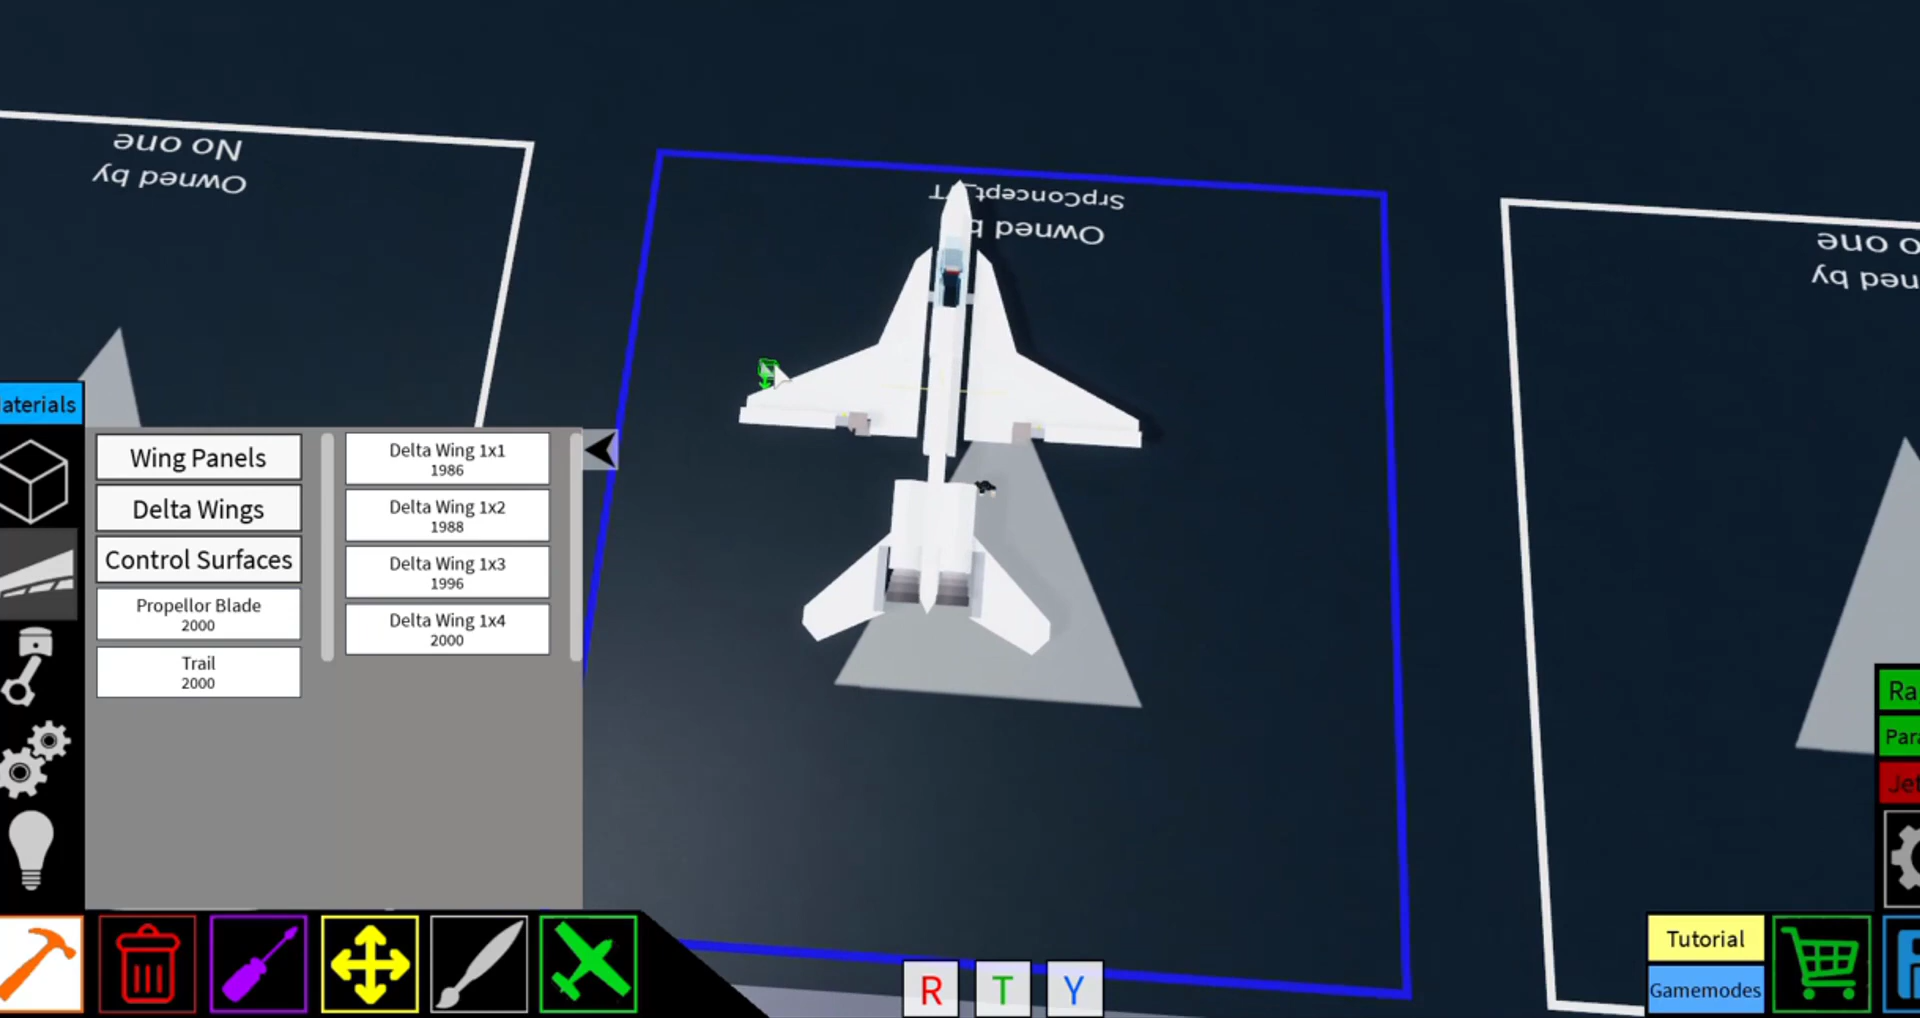 No one
Owned by
SrpConcept_YT
Owned b
one
ned by
aterials
Wing Panels
Delta Wings
Control Surfaces
Propellor Blade
2000
Trail
2000
Delta Wing 1x1
1986
Delta Wing 1x2
1988
Delta Wing 1x3
1996
Delta Wing 1x4
2000
Ra
Para
Jet
Tutorial
Gamemodes
R T Y